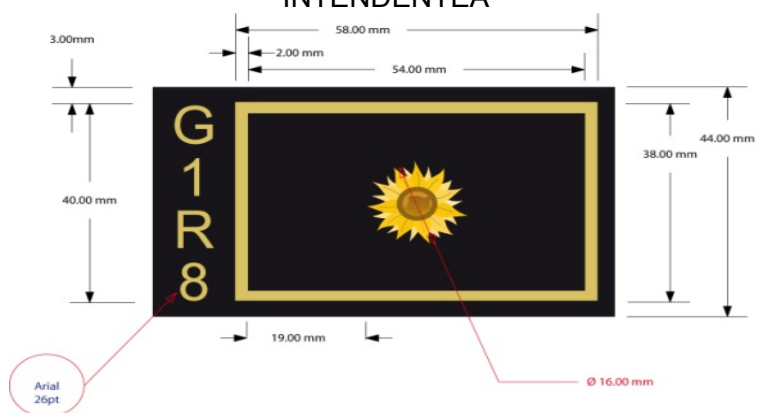 INTENDENTEA
58.00 mm
3.00mm
2.00 mm
54.00 mm
G
1
R
8
40.00 mm
38.00 mm
44.00 mm
19.00 mm
Arial
26pt
Ø 16.00 mm